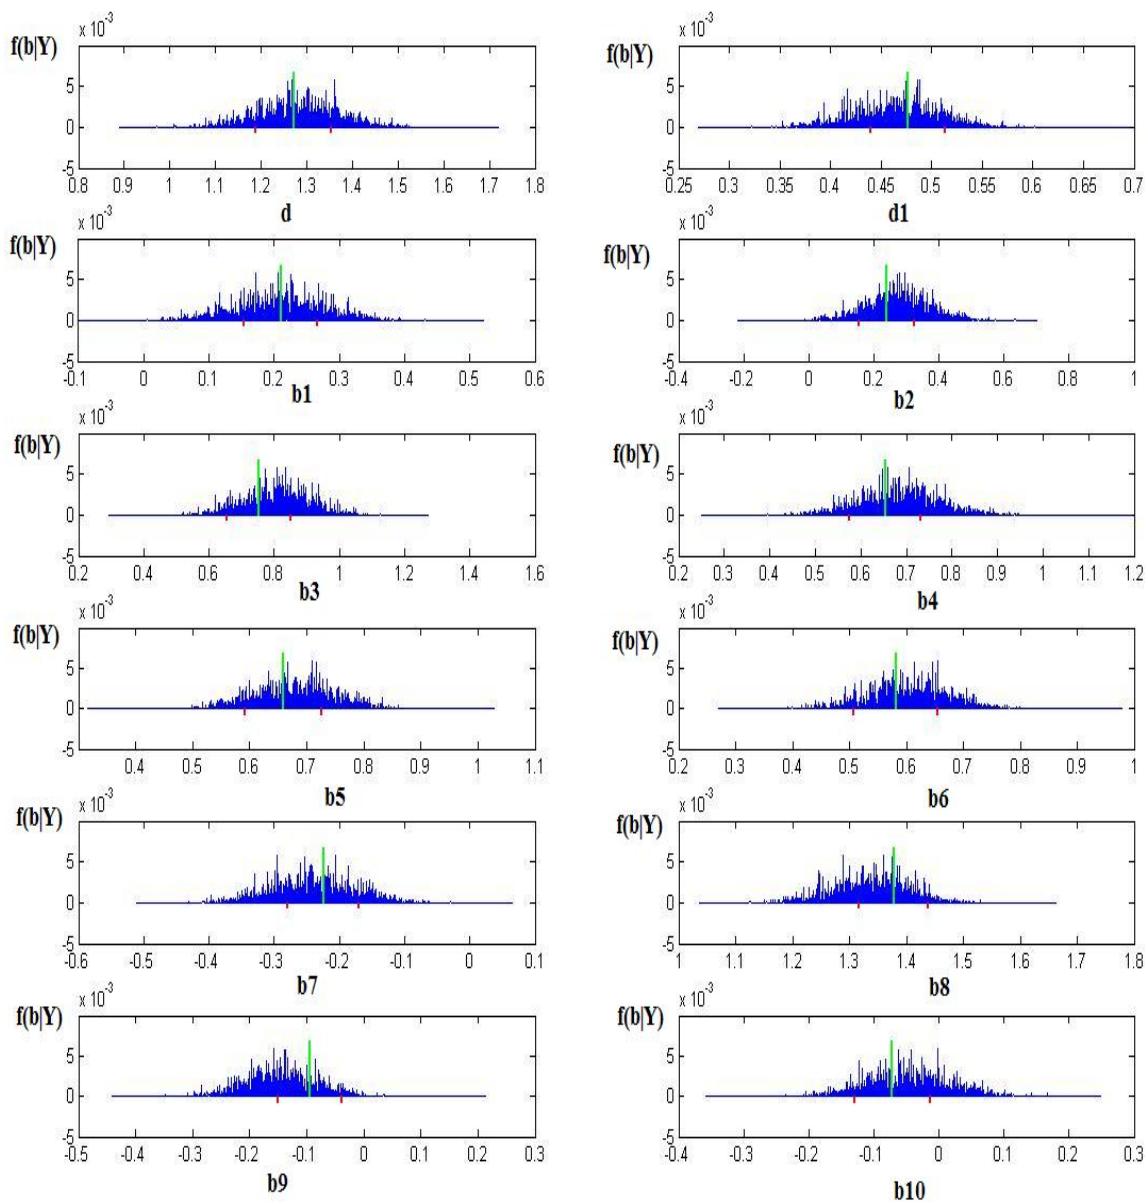 x 10⁻³ x 10⁻³
f(b|Y) f(b|Y)
5 5
0 0
-5 -5
0.8 0.9 1 1.1 1.2 1.3 1.4 1.5 1.6 1.7 1.8 0.25 0.3 0.35 0.4 0.45 0.5 0.55 0.6 0.65 0.7
d d1
x 10⁻³ x 10⁻³
f(b|Y) f(b|Y)
5 5
0 0
-5 -5
-0.1 0 0.1 0.2 0.3 0.4 0.5 0.6 -0.4 -0.2 0 0.2 0.4 0.6 0.8 1
b1 b2
x 10⁻³ x 10⁻³
f(b|Y) f(b|Y)
5 5
0 0
-5 -5
0.2 0.4 0.6 0.8 1 1.2 1.4 1.6 0.2 0.3 0.4 0.5 0.6 0.7 0.8 0.9 1 1.1 1.2
b3 b4
x 10⁻³ x 10⁻³
f(b|Y) f(b|Y)
5 5
0 0
-5 -5
0.4 0.5 0.6 0.7 0.8 0.9 1 1.1 0.2 0.3 0.4 0.5 0.6 0.7 0.8 0.9 1
b5 b6
x 10⁻³ x 10⁻³
f(b|Y) f(b|Y)
5 5
0 0
-5 -5
-0.6 -0.5 -0.4 -0.3 -0.2 -0.1 0 0.1 1 1.1 1.2 1.3 1.4 1.5 1.6 1.7 1.8
b7 b8
x 10⁻³ x 10⁻³
f(b|Y) f(b|Y)
5 5
0 0
-5 -5
-0.5 -0.4 -0.3 -0.2 -0.1 0 0.1 0.2 0.3 -0.4 -0.3 -0.2 -0.1 0 0.1 0.2 0.3
b9 b10